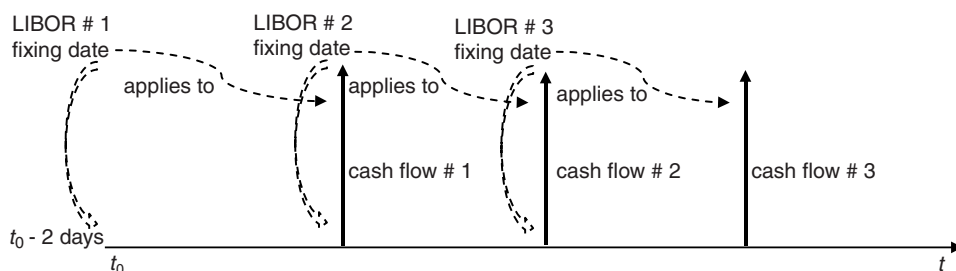 LIBOR # 1
fixing date
LIBOR # 2
fixing date
LIBOR # 3
fixing date
applies to
applies to
applies to
cash flow # 1
cash flow # 2
cash flow # 3
t0 - 2 days
t0
t